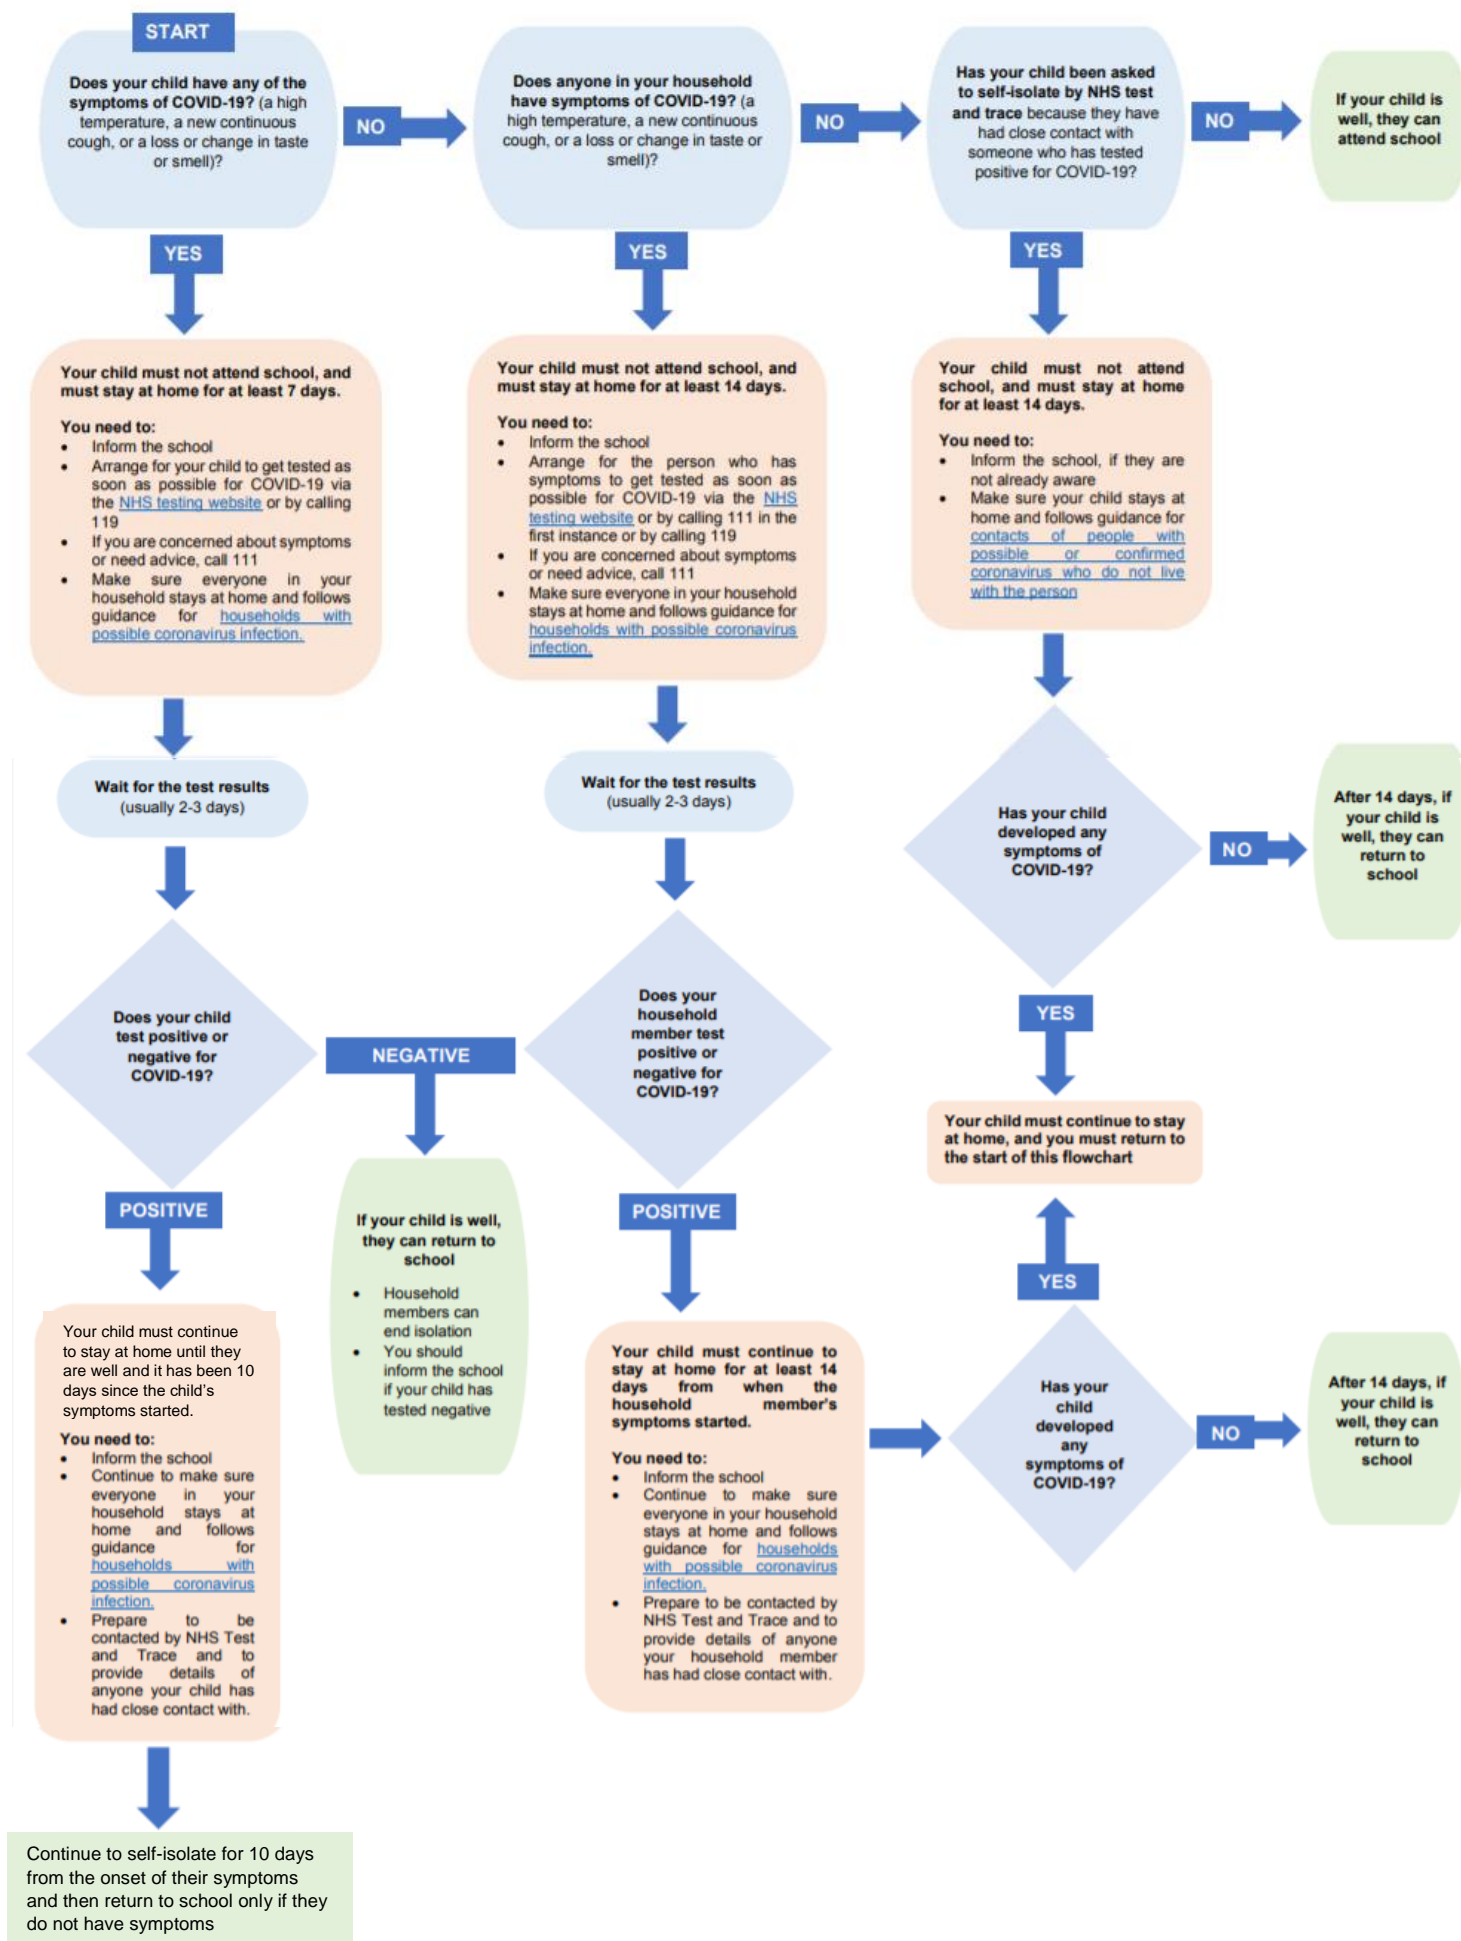 START
Does your child have any of the
symptoms of COVID-19? (a high
temperature, a new continuous
cough, or a loss or change in taste
or smell)?
NO
Does anyone in your household
have symptoms of COVID-19? (a
high temperature, a new continuous
cough, or a loss or change in taste or
smell)?
NO
Has your child been asked
to self-isolate by NHS test
and trace because they have
had close contact with
someone who has tested
positive for COVID-19?
NO
If your child is
well, they can
attend school
YES
YES
YES
Your child must not attend school, and
must stay at home for at least 7 days.
You need to:
• Inform the school
• Arrange for your child to get tested as
soon as possible for COVID-19 via
the NHS testing website or by calling
119
• If you are concerned about symptoms
or need advice, call 111
• Make sure everyone in your
household stays at home and follows
guidance for households with
possible coronavirus infection.
Your child must not attend school, and
must stay at home for at least 14 days.
You need to:
• Inform the school
• Arrange for the person who has
symptoms to get tested as soon as
possible for COVID-19 via the NHS
testing website or by calling 111 in the
first instance or by calling 119
• If you are concerned about symptoms
or need advice, call 111
• Make sure everyone in your household
stays at home and follows guidance for
households with possible coronavirus
infection.
Your child must not attend
school, and must stay at home
for at least 14 days.
You need to:
• Inform the school, if they are
not already aware
• Make sure your child stays at
home and follows guidance for
contacts of people with
possible or confirmed
coronavirus who do not live
with the person
Wait for the test results
(usually 2-3 days)
Wait for the test results
(usually 2-3 days)
Has your child
developed any
symptoms of
COVID-19?
NO
After 14 days, if
your child is
well, they can
return to
school
Does your child
test positive or
negative for
COVID-19?
NEGATIVE
Does your
household
member test
positive or
negative for
COVID-19?
YES
Your child must continue to stay
at home, and you must return to
the start of this flowchart
POSITIVE
If your child is well,
they can return to
school
• Household
members can
end isolation
• You should
inform the school
if your child has
tested negative
POSITIVE
YES
Your child must continue
to stay at home until they
are well and it has been 10
days since the child's
symptoms started.
You need to:
• Inform the school
• Continue to make sure
everyone in your
household stays at
home and follows
guidance for
households with
possible coronavirus
infection.
• Prepare to be
contacted by NHS Test
and Trace and to
provide details of
anyone your child has
had close contact with.
Your child must continue to
stay at home for at least 14
days from when the
household member's
symptoms started.
You need to:
• Inform the school
• Continue to make sure
everyone in your household
stays at home and follows
guidance for households
with possible coronavirus
infection.
• Prepare to be contacted by
NHS Test and Trace and to
provide details of anyone
your household member
has had close contact with.
Has your
child
developed
any
symptoms of
COVID-19?
NO
After 14 days, if
your child is
well, they can
return to
school
Continue to self-isolate for 10 days
from the onset of their symptoms
and then return to school only if they
do not have symptoms